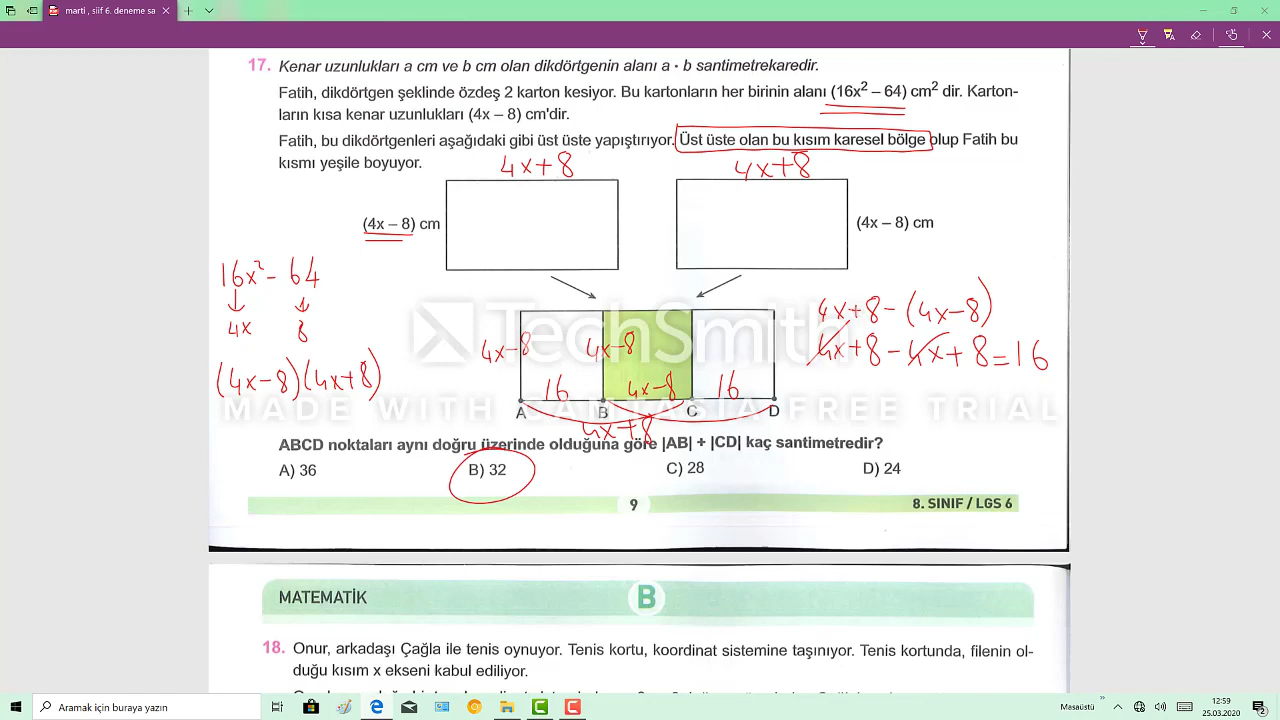 matematik , sıif 6. deneme sa
17. Kenar uzunlukları a cm ve b cm olan dikdörtgenin alanı a · b santimetrekaredir.
Fatih, dikdörtgen şeklinde özdeş 2 karton kesiyor. Bu kartonların her birinin alanı (16x² – 64) cm² dir. Karton-
ların kısa kenar uzunlukları (4x – 8) cm'dir.
Fatih, bu dikdörtgenleri aşağıdaki gibi üst üste yapıştırıyor. Üst üste olan bu kısım karesel bölge olup Fatih bu
kısmı yeşile boyuyor.
4x+8
4x+8
(4x – 8) cm
(4x – 8) cm
16x² - 64
4x 8
(4x-8)(4x+8)
4x+8-(4x-8)
4x+8-4x+8=16
4x-8
4x-8
16
4x-8
16
A B C D
4x+8
TechSmith
MADE WITH CAMTASIA FREE TRIAL
ABCD noktaları aynı doğru üzerinde olduğuna göre |AB| + |CD| kaç santimetredir?
A) 36 B) 32 C) 28 D) 24
9
8. SINIF / LGS 6
MATEMATİK
B
18. Onur, arkadaşı Çağla ile tenis oynuyor. Tenis kortu, koordinat sistemine taşınıyor. Tenis kortunda, filenin ol-
duğu kısım x ekseni kabul ediliyor.
Aramak için buraya yazın
Masaüstü
12:59
25.03.2020
2